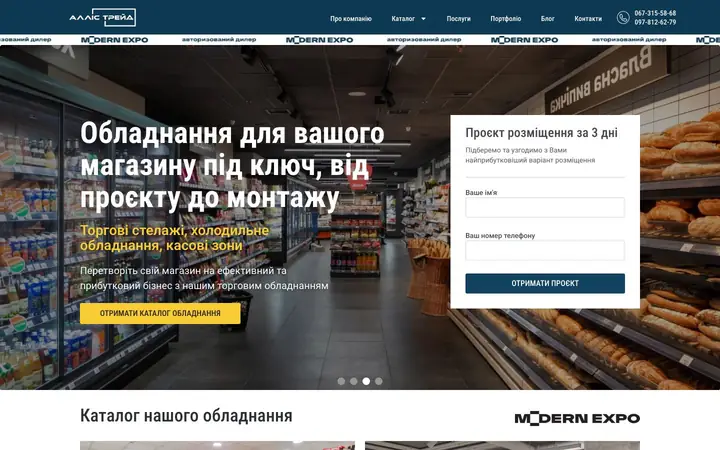 АЛЛІС ТРЕЙД
Про компанію
Каталог
Послуги
Портфоліо
Блог
Контакти
067-315-58-68
097-812-62-79
MODERN EXPO
авторизований дилер
MODERN EXPO
авторизований дилер
MODERN EXPO
авторизований дилер
MODERN EXPO
Власна випічка
Обладнання для вашого
магазину під ключ, від
проєкту до монтажу
Торгові стелажі, холодильне
обладнання, касові зони
Перетворіть свій магазин на ефективний та
прибутковий бізнес з нашим торговим обладнанням
ОТРИМАТИ КАТАЛОГ ОБЛАДНАННЯ
Проєкт розміщення за 3 дні
Підберемо та узгодимо з Вами
найприбутковіший варіант розміщення
Ваше ім'я
Ваш номер телефону
ОТРИМАТИ ПРОЄКТ
Каталог нашого обладнання
MODERN EXPO